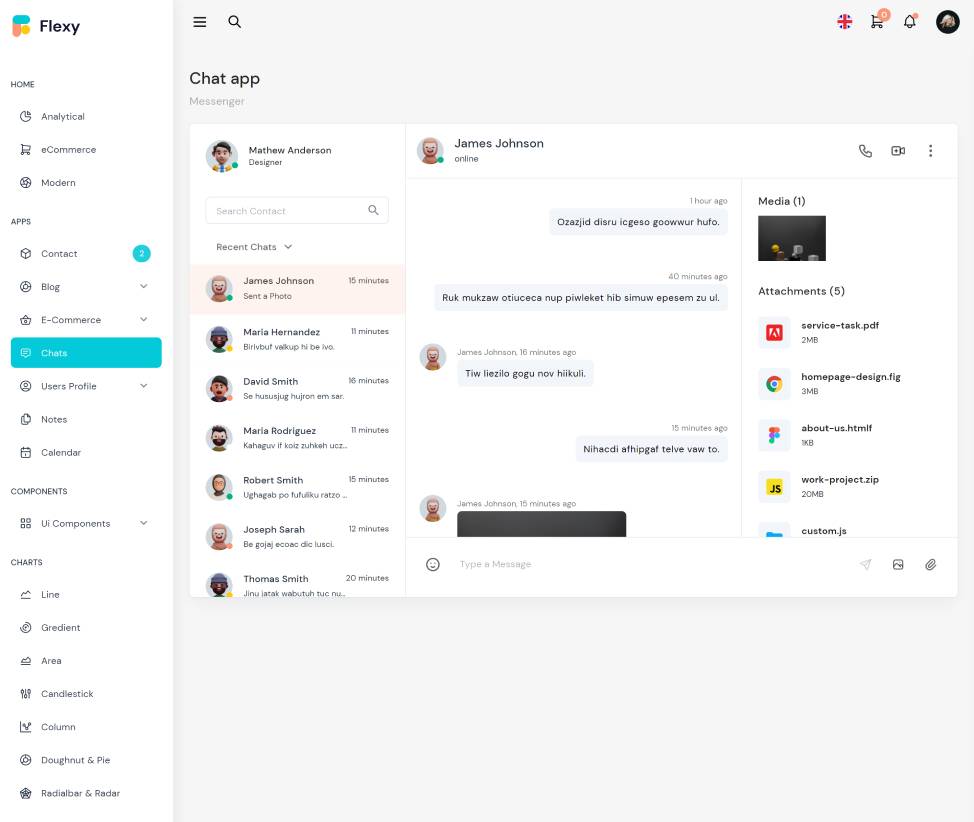 Flexy
0
HOME
Analytical
eCommerce
Modern
APPS
Contact
2
Blog
E-Commerce
Chats
Users Profile
Notes
Calendar
COMPONENTS
Ui Components
CHARTS
Line
Gredient
Area
Candlestick
Column
Doughnut & Pie
Radialbar & Radar
Chat app
Messenger
Mathew Anderson
Designer
Search Contact
Recent Chats
James Johnson
15 minutes
Sent a Photo
Maria Hernandez
11 minutes
Birivbuf valkup hi be ivo.
David Smith
16 minutes
Se hususjug hujron em sar.
Maria Rodriguez
11 minutes
Kahaguv if koiz zuhkeh ucz...
Robert Smith
15 minutes
Ughagab po fufuliku ratzo ...
Joseph Sarah
12 minutes
Be gojaj ecoac dic lusci.
Thomas Smith
20 minutes
Jinu jatak wabutuh tuc nu...
James Johnson
online
1 hour ago
Ozazjid disru icgeso goowwur hufo.
40 minutes ago
Ruk mukzaw otiuceca nup piwleket hib simuw epesem zu ul.
James Johnson, 16 minutes ago
Tiw liezilo gogu nov hiikuli.
15 minutes ago
Nihacdi afhipgaf telve vaw to.
James Johnson, 15 minutes ago
Type a Message
Media (1)
Attachments (5)
service-task.pdf
2MB
homepage-design.fig
3MB
about-us.htmlf
1KB
JS
work-project.zip
20MB
custom.js